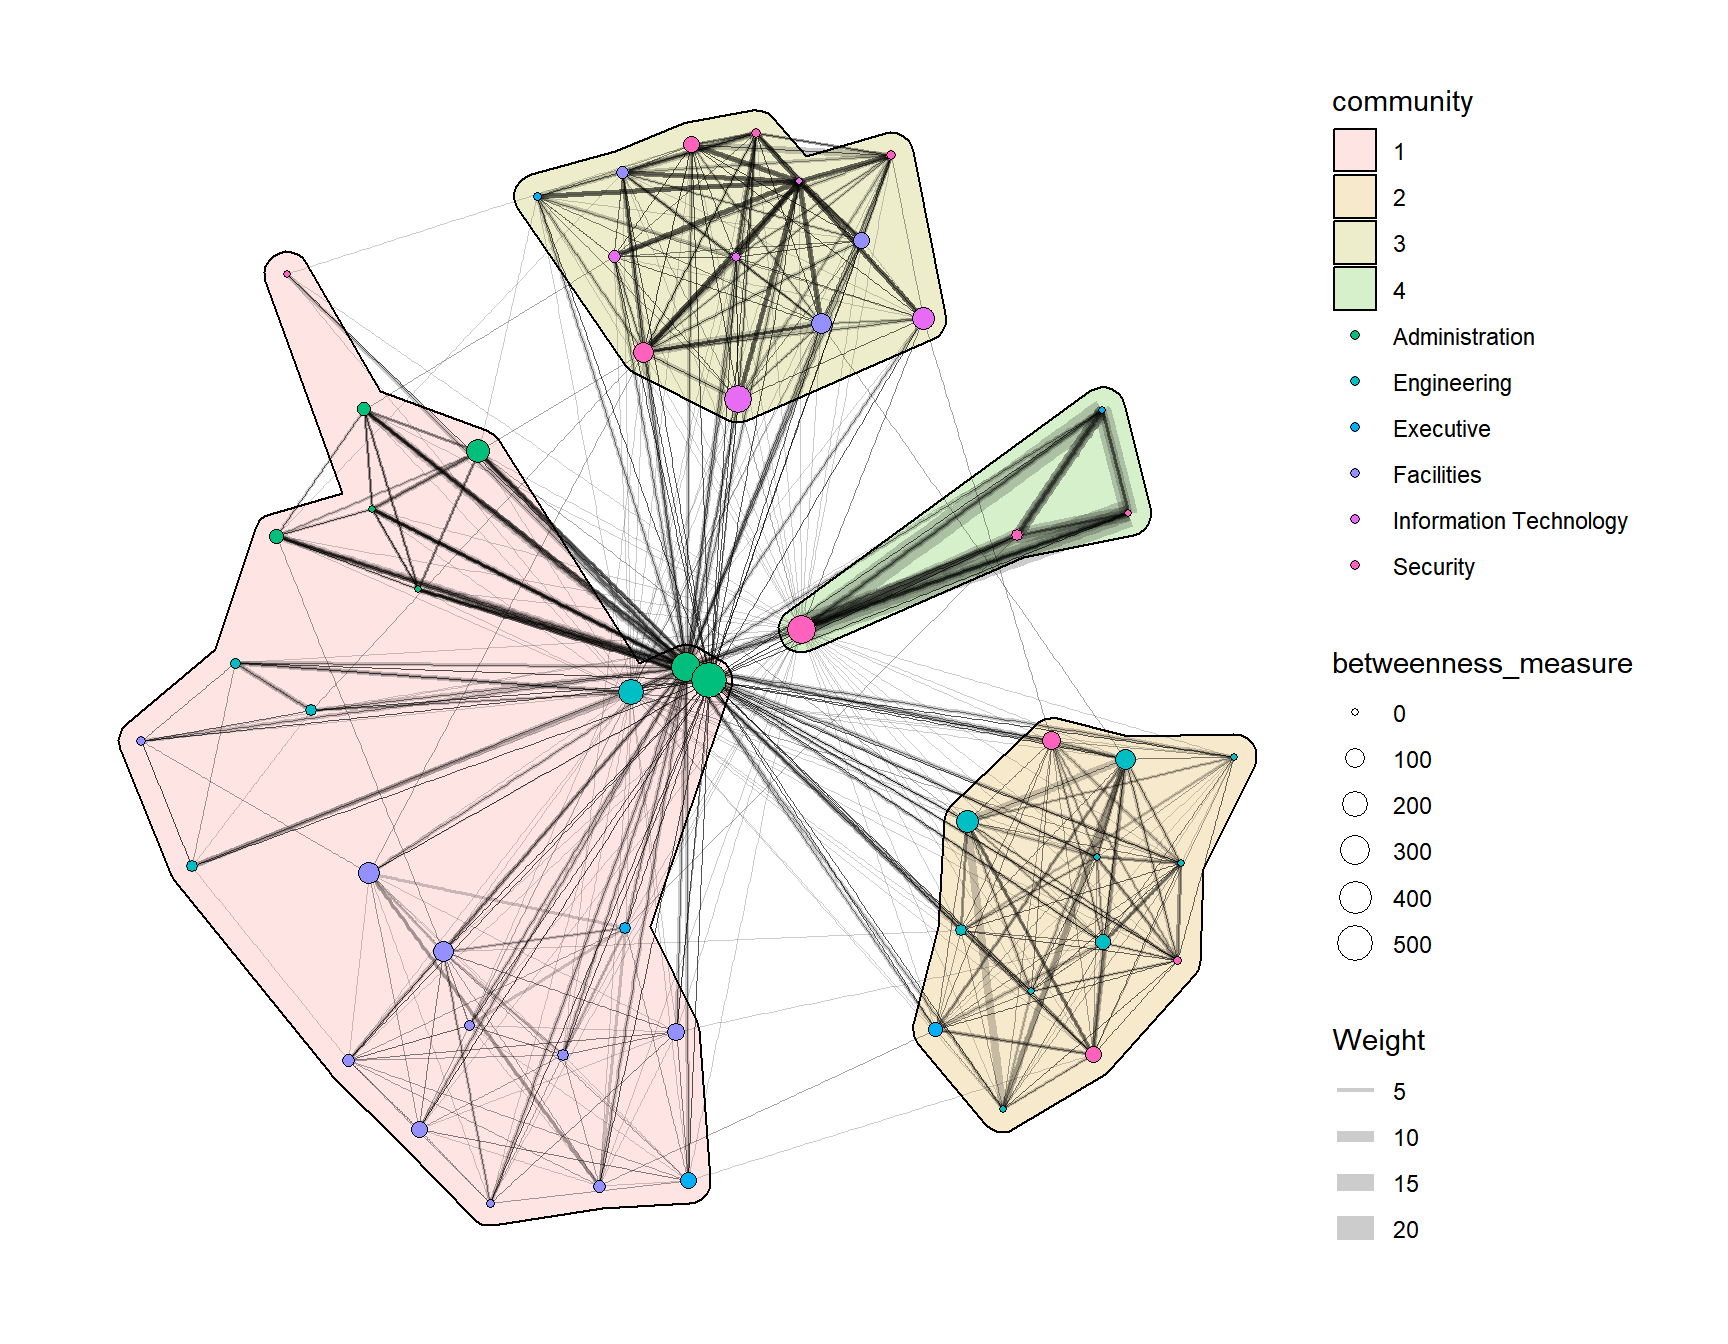 community
1
2
3
4
Administration
Engineering
Executive
Facilities
Information Technology
Security
betweenness_measure
0
100
200
300
400
500
Weight
5
10
15
20